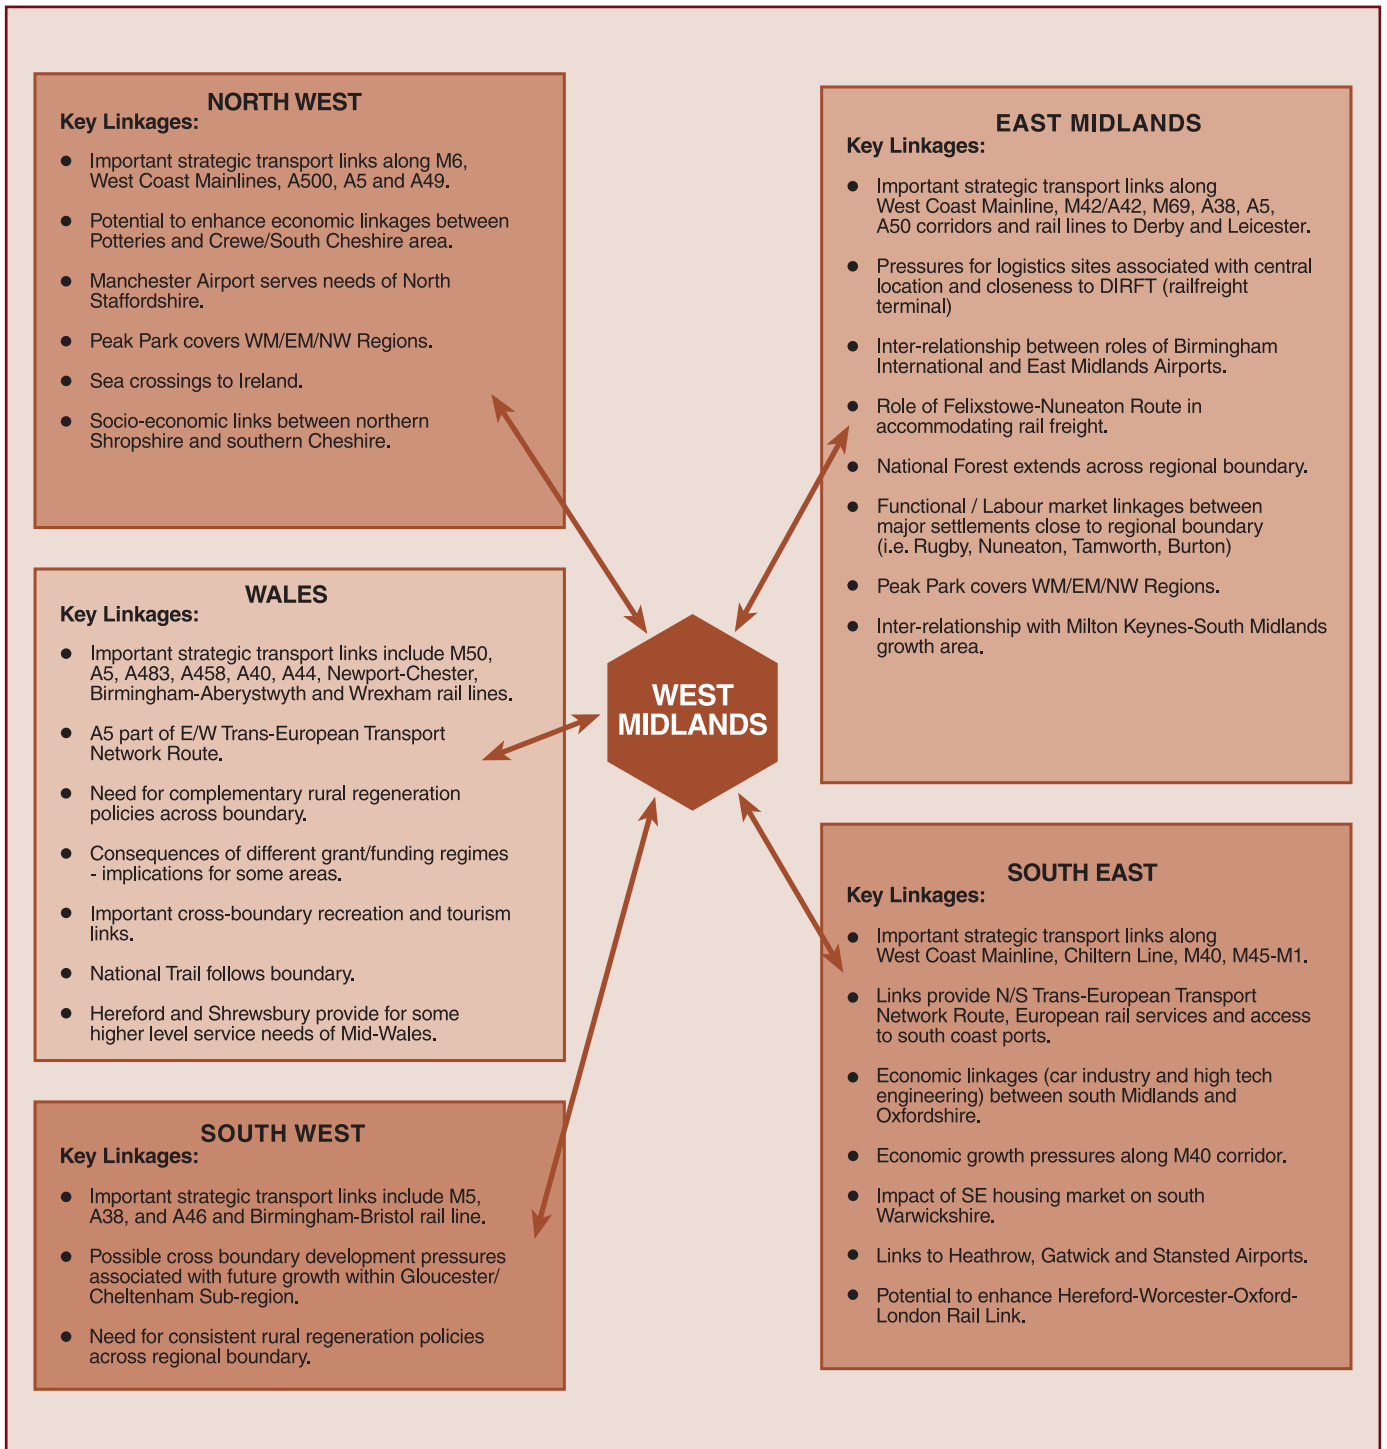 NORTH WEST
Key Linkages:
● Important strategic transport links along M6,
West Coast Mainlines, A500, A5 and A49.
● Potential to enhance economic linkages between
Potteries and Crewe/South Cheshire area.
● Manchester Airport serves needs of North
Staffordshire.
● Peak Park covers WM/EM/NW Regions.
● Sea crossings to Ireland.
● Socio-economic links between northern
Shropshire and southern Cheshire.
WALES
Key Linkages:
● Important strategic transport links include M50,
A5, A483, A458, A40, A44, Newport-Chester,
Birmingham-Aberystwyth and Wrexham rail lines.
● A5 part of E/W Trans-European Transport
Network Route.
● Need for complementary rural regeneration
policies across boundary.
● Consequences of different grant/funding regimes
- implications for some areas.
● Important cross-boundary recreation and tourism
links.
● National Trail follows boundary.
● Hereford and Shrewsbury provide for some
higher level service needs of Mid-Wales.
SOUTH WEST
Key Linkages:
● Important strategic transport links include M5,
A38, and A46 and Birmingham-Bristol rail line.
● Possible cross boundary development pressures
associated with future growth within Gloucester/
Cheltenham Sub-region.
● Need for consistent rural regeneration policies
across regional boundary.
WEST
MIDLANDS
EAST MIDLANDS
Key Linkages:
● Important strategic transport links along
West Coast Mainline, M42/A42, M69, A38, A5,
A50 corridors and rail lines to Derby and Leicester.
● Pressures for logistics sites associated with central
location and closeness to DIRFT (railfreight
terminal)
● Inter-relationship between roles of Birmingham
International and East Midlands Airports.
● Role of Felixstowe-Nuneaton Route in
accommodating rail freight.
● National Forest extends across regional boundary.
● Functional / Labour market linkages between
major settlements close to regional boundary
(i.e. Rugby, Nuneaton, Tamworth, Burton)
● Peak Park covers WM/EM/NW Regions.
● Inter-relationship with Milton Keynes-South Midlands
growth area.
SOUTH EAST
Key Linkages:
● Important strategic transport links along
West Coast Mainline, Chiltern Line, M40, M45-M1.
● Links provide N/S Trans-European Transport
Network Route, European rail services and access
to south coast ports.
● Economic linkages (car industry and high tech
engineering) between south Midlands and
Oxfordshire.
● Economic growth pressures along M40 corridor.
● Impact of SE housing market on south
Warwickshire.
● Links to Heathrow, Gatwick and Stansted Airports.
● Potential to enhance Hereford-Worcester-Oxford-
London Rail Link.